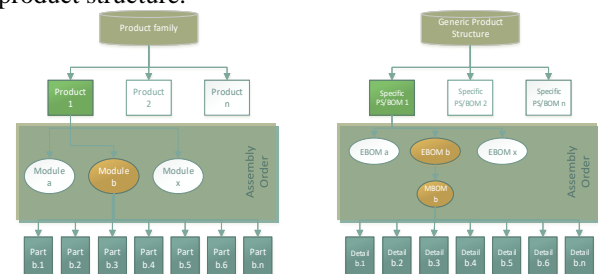 product structure.
Product family
Product
1
Product
2
Product
n
Module
a
Module
b
Module
x
Assembly
Order
Part
b.1
Part
b.2
Part
b.3
Part
b.4
Part
b.5
Part
b.6
Part
b.n
Generic Product
Structure
Specific
PS/BOM 1
Specific
PS/BOM 2
Specific
PS/BOM n
EBOM a
EBOM b
EBOM x
MBOM
b
Assembly
Order
Detail
b.1
Detail
b.2
Detail
b.3
Detail
b.4
Detail
b.5
Detail
b.6
Detail
b.n